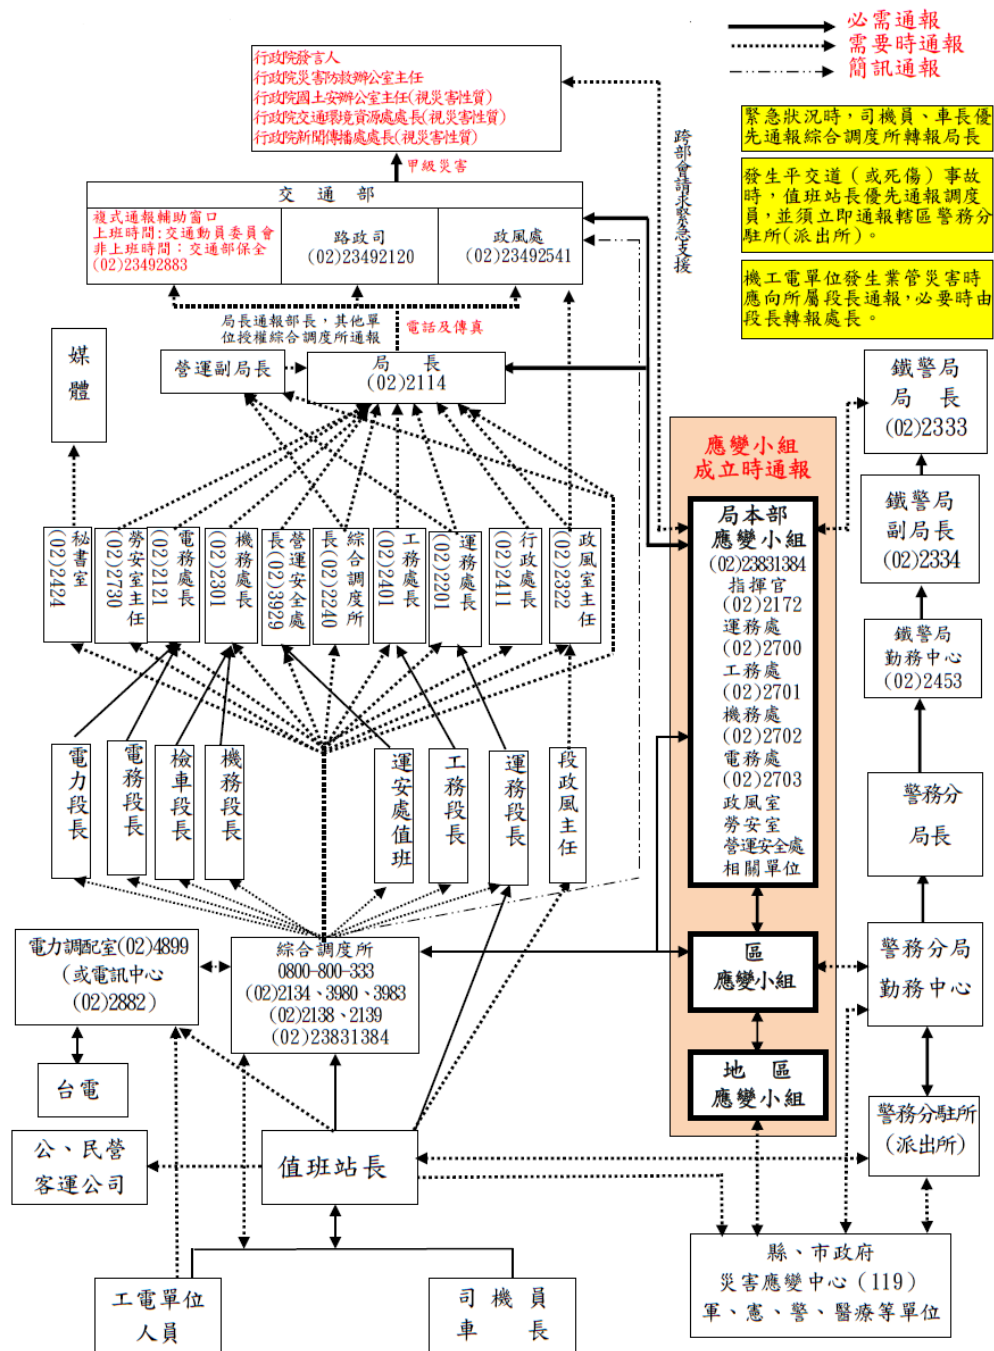 必需通報
需要時通報
簡訊通報
行政院發言人
行政院災害防救辦公室主任
行政院國土安辦公室主任(視災害性質)
行政院交通環境資源處處長(視災害性質)
行政院新聞傳播處處長(視災害性質)
跨部會請求緊急支援
緊急狀況時，司機員、車長優
先通報綜合調度所轉報局長
發生平交道（或死傷）事故
時，值班站長優先通報調度
員，並須立即通報轄區警務分
駐所(派出所)。
機工電單位發生業管災害時
應向所屬段長通報，必要時由
段長轉報處長。
甲級災害
交通部
複式通報輔助窗口
上班時間:交通動員委員會
非上班時間：交通部保全
(02)23492883
路政司
(02)23492120
政風處
(02)23492541
局長通報部長，其他單
位授權綜合調度所通報
電話及傳真
媒體
營運副局長
局長
(02)2114
鐵警局
局長
(02)2333
鐵警局
副局長
(02)2334
鐵警局
勤務中心
(02)2453
警務分
局長
警務分局
勤務中心
警務分駐所
(派出所)
應變小組
成立時通報
局本部
應變小組
(02)23831384
指揮官
(02)2172
運務處
(02)2700
工務處
(02)2701
機務處
(02)2702
電務處
(02)2703
政風室
勞安室
營運安全處
相關單位
區
應變小組
地區
應變小組
秘書室
(02)2424
勞安室主任
(02)2730
電務處長
(02)2121
機務處長
(02)2301
營運安全處
長(02)3929
綜合調度所
長(02)2240
工務處長
(02)2401
運務處長
(02)2201
行政處長
(02)2411
政風室主任
(02)2322
電力段長
電務段長
檢車段長
機務段長
運安處值班
工務段長
運務段長
段政風主任
電力調配室(02)4899
(或電訊中心
(02)2882)
綜合調度所
0800-800-333
(02)2134、3980、3983
(02)2138、2139
(02)23831384
台電
公、民營
客運公司
值班站長
工電單位
人員
司機員
車長
縣、市政府
災害應變中心（119）
軍、憲、警、醫療等單位